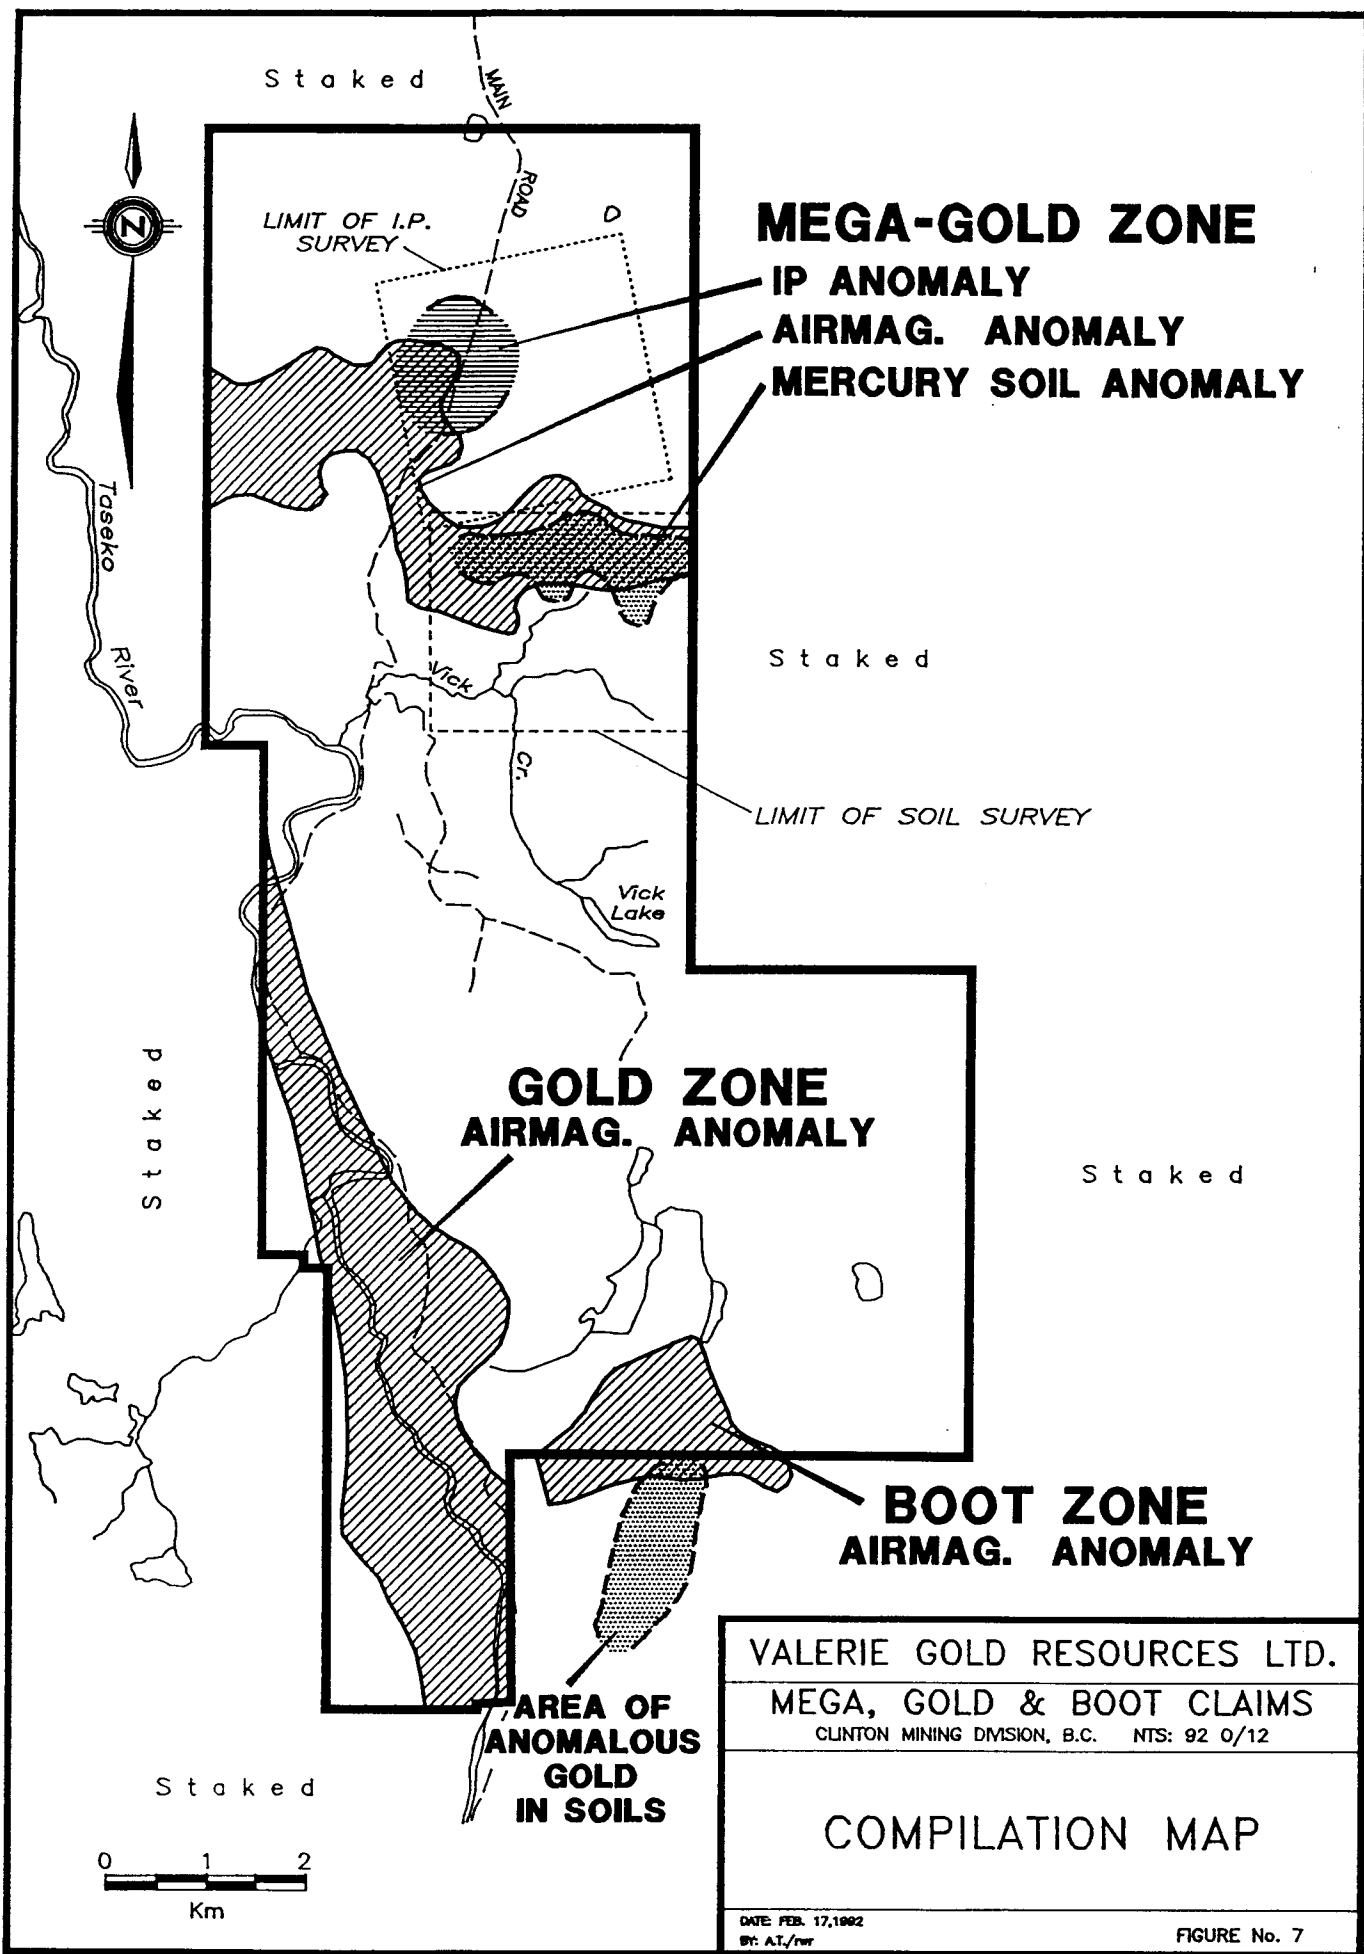 Staked
MAIN
ROAD
N
LIMIT OF I.P.
SURVEY
MEGA-GOLD ZONE
IP ANOMALY
AIRMAG. ANOMALY
MERCURY SOIL ANOMALY
Taseko
River
Vick
Cr.
Staked
LIMIT OF SOIL SURVEY
Vick
Lake
Staked
GOLD ZONE
AIRMAG. ANOMALY
Staked
BOOT ZONE
AIRMAG. ANOMALY
AREA OF
ANOMALOUS
GOLD
IN SOILS
Staked
0 1 2
Km
VALERIE GOLD RESOURCES LTD.
MEGA, GOLD & BOOT CLAIMS
CLINTON MINING DIVISION, B.C. NTS: 92 O/12
COMPILATION MAP
DATE: FEB. 17,1992
BY: A.T./rwr
FIGURE No. 7